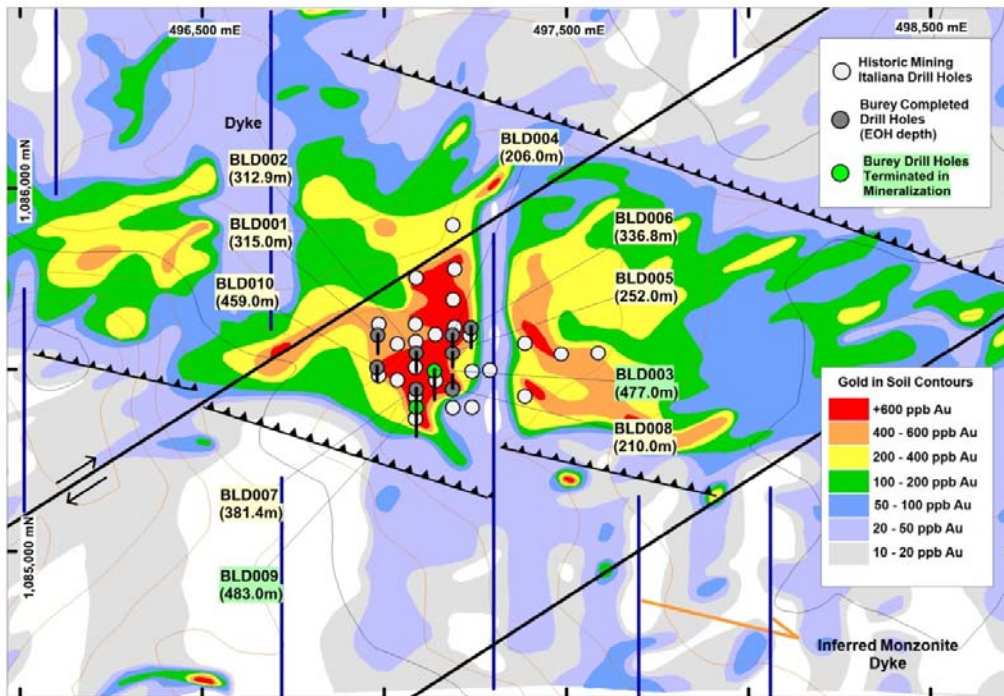 496,500 mE
497,500 mE
498,500 mE
1,086,000 mN
1,085,000 mN
Dyke
BLD002
(312.9m)
BLD001
(315.0m)
BLD010
(459.0m)
BLD004
(206.0m)
BLD006
(336.8m)
BLD005
(252.0m)
BLD003
(477.0m)
BLD008
(210.0m)
BLD007
(381.4m)
BLD009
(483.0m)
Historic Mining
Italiana Drill Holes
Burey Completed
Drill Holes
(EOH depth)
Burey Drill Holes
Terminated in
Mineralization
Gold in Soil Contours
+600 ppb Au
400 - 600 ppb Au
200 - 400 ppb Au
100 - 200 ppb Au
50 - 100 ppb Au
20 - 50 ppb Au
10 - 20 ppb Au
Inferred Monzonite
Dyke